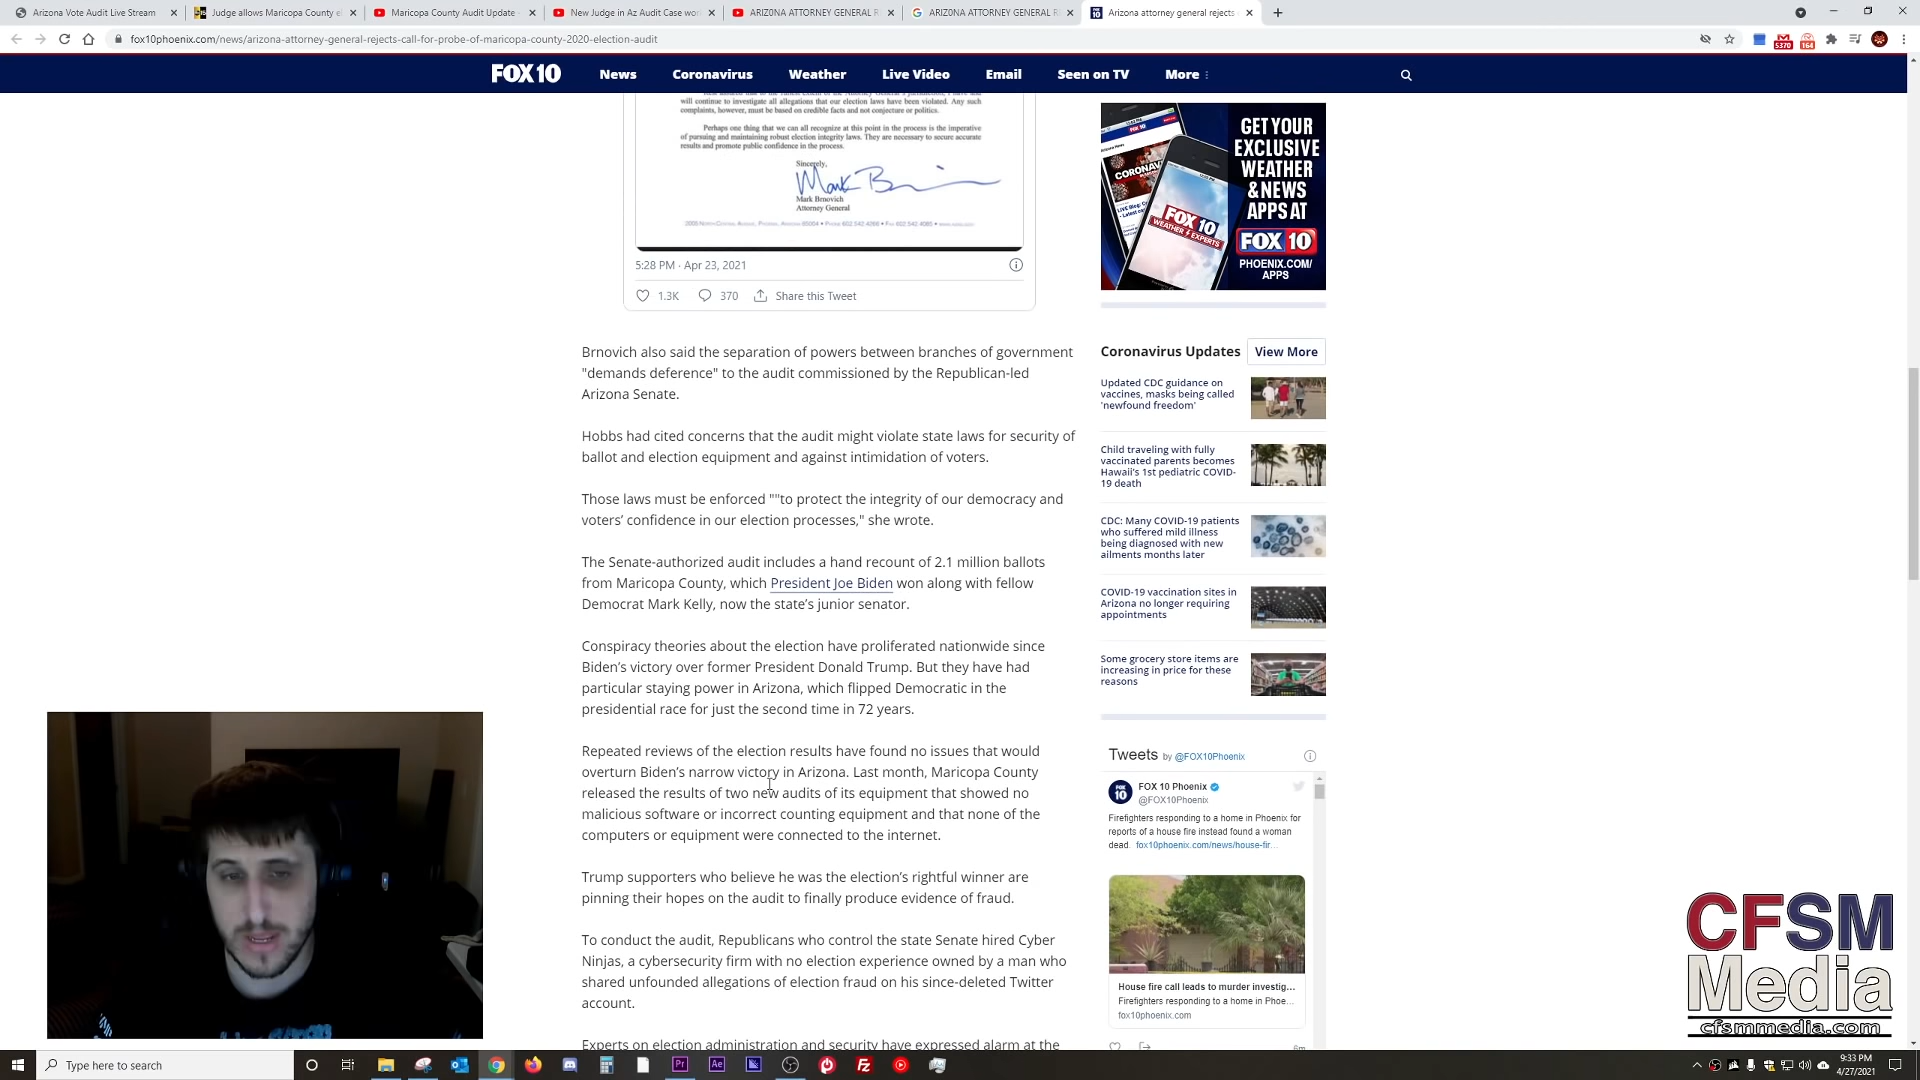 Arizona Vote Audit Live Stream
Judge allows Maricopa County el
Maricopa County Audit Update
New Judge in Az Audit Case won
ARIZ0NA ATTORNEY GENERAL R
ARIZ0NA ATTORNEY GENERAL R
Arizona attorney general rejects
fox10phoenix.com/news/arizona-attorney-general-rejects-call-for-probe-of-maricopa-county-2020-election-audit
5370
164
FOX 10 News Coronavirus Weather Live Video Email Seen on TV More
will continue to investigate all allegations that our election laws have been violated. Any such
complaints, however, must be based on credible facts and not conjecture or politics.
Perhaps one thing that we can all recognize at this point in the process is the imperative
of pursuing and maintaining robust election integrity laws. They are necessary to secure accurate
results and promote public confidence in the process.
Sincerely,
Mark Brnovich
Attorney General
5:28 PM · Apr 23, 2021
1.3K 370 Share this Tweet
Brnovich also said the separation of powers between branches of government
"demands deference" to the audit commissioned by the Republican-led
Arizona Senate.
Hobbs had cited concerns that the audit might violate state laws for security of
ballot and election equipment and against intimidation of voters.
Those laws must be enforced ""to protect the integrity of our democracy and
voters' confidence in our election processes," she wrote.
The Senate-authorized audit includes a hand recount of 2.1 million ballots
from Maricopa County, which President Joe Biden won along with fellow
Democrat Mark Kelly, now the state's junior senator.
Conspiracy theories about the election have proliferated nationwide since
Biden's victory over former President Donald Trump. But they have had
particular staying power in Arizona, which flipped Democratic in the
presidential race for just the second time in 72 years.
Repeated reviews of the election results have found no issues that would
overturn Biden's narrow victory in Arizona. Last month, Maricopa County
released the results of two new audits of its equipment that showed no
malicious software or incorrect counting equipment and that none of the
computers or equipment were connected to the internet.
Trump supporters who believe he was the election's rightful winner are
pinning their hopes on the audit to finally produce evidence of fraud.
To conduct the audit, Republicans who control the state Senate hired Cyber
Ninjas, a cybersecurity firm with no election experience owned by a man who
shared unfounded allegations of election fraud on his since-deleted Twitter
account.
Experts on election administration and security have expressed alarm at the
GET YOUR
EXCLUSIVE
WEATHER
& NEWS
APPS AT
FOX 10
PHOENIX.COM/
APPS
FOX 10
WEATHER EXPERTS
Coronavirus Updates View More
Updated CDC guidance on
vaccines, masks being called
'newfound freedom'
Child traveling with fully
vaccinated parents becomes
Hawaii's 1st pediatric COVID-
19 death
CDC: Many COVID-19 patients
who suffered mild illness
being diagnosed with new
ailments months later
COVID-19 vaccination sites in
Arizona no longer requiring
appointments
Some grocery store items are
increasing in price for these
reasons
Tweets by @FOX10Phoenix
FOX 10 Phoenix
@FOX10Phoenix
Firefighters responding to a home in Phoenix for
reports of a house fire instead found a woman
dead. fox10phoenix.com/news/house-fir...
House fire call leads to murder investig...
Firefighters responding to a home in Phoe...
fox10phoenix.com
6m
CFSM
Media
cfsmmedia.com
Type here to search
9:33 PM
4/27/2021